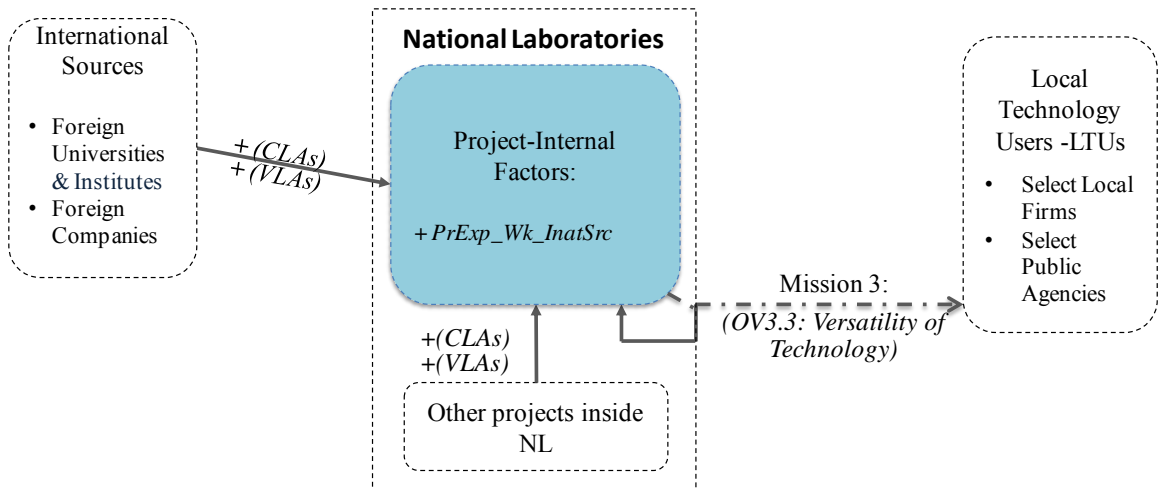 International
Sources
• Foreign
Universities
& Institutes
• Foreign
Companies
+ (CLAs)
+ (VLAs)
National Laboratories
Project-Internal
Factors:
+ PrExp_Wk_InatSrc
+(CLAs)
+(VLAs)
Other projects inside
NL
Mission 3:
(OV3.3: Versatility of
Technology)
Local
Technology
Users -LTUs
• Select Local
Firms
• Select
Public
Agencies